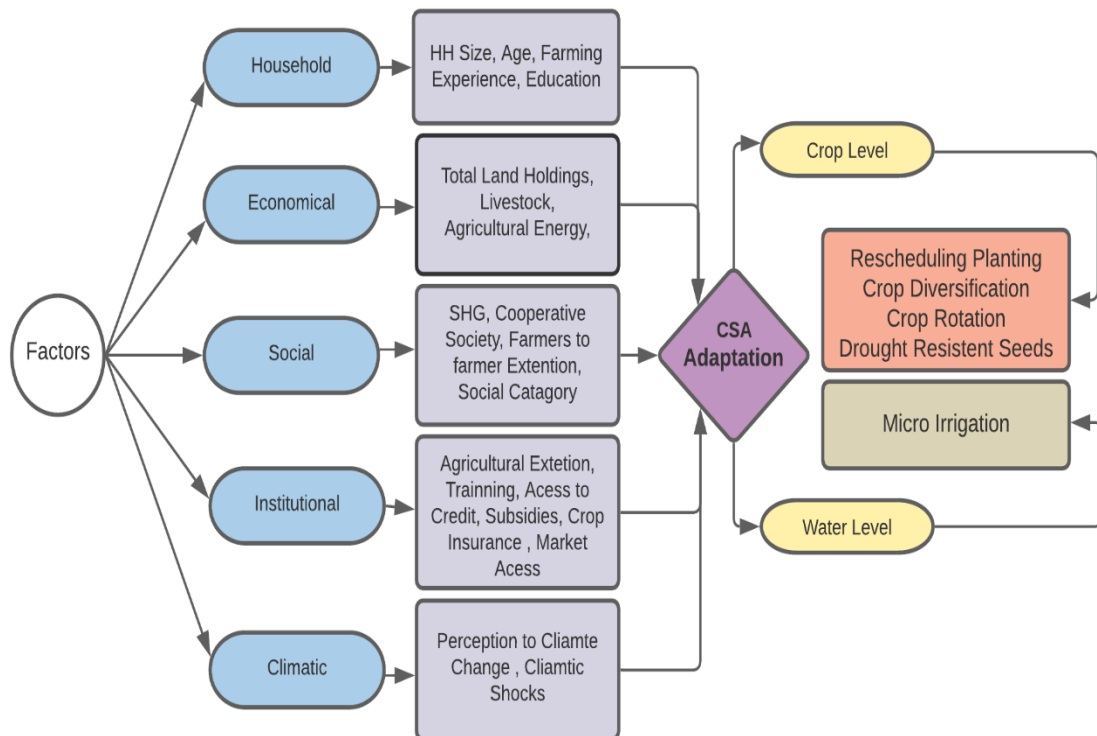 Factors
Household
HH Size, Age, Farming
Experience, Education
Economical
Total Land Holdings,
Livestock,
Agricultural Energy,
Social
SHG, Cooperative
Society, Farmers to
farmer Extention,
Social Catagory
Institutional
Agricultural Extetion,
Trainning, Acess to
Credit, Subsidies, Crop
Insurance , Market
Acess
Climatic
Perception to Cliamte
Change , Cliamtic
Shocks
CSA
Adaptation
Crop Level
Rescheduling Planting
Crop Diversification
Crop Rotation
Drought Resistent Seeds
Micro Irrigation
Water Level